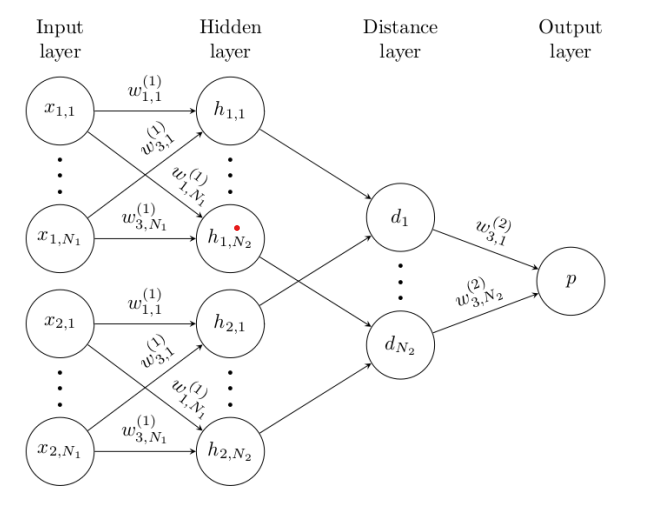 Input layer
Hidden layer
Distance layer
Output layer
x_{1,1}
w_{1,1}^{(1)}
h_{1,1}
w_{3,1}^{(1)}
w_{1,N_1}^{(1)}
x_{1,N_1}
w_{3,N_1}^{(1)}
h_{1,N_2}
d_1
w_{3,1}^{(2)}
p
w_{3,N_2}^{(2)}
x_{2,1}
w_{1,1}^{(1)}
h_{2,1}
w_{3,1}^{(1)}
w_{1,N_1}^{(1)}
d_{N_2}
x_{2,N_1}
w_{3,N_1}^{(1)}
h_{2,N_2}